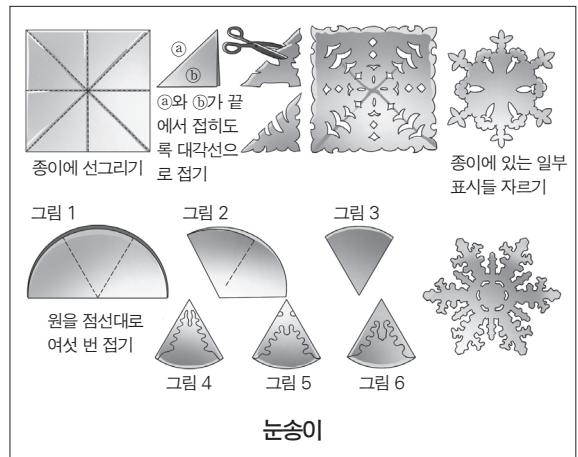 ⓐ
ⓑ
종이에 선그리기
ⓐ와 ⓑ가 끝
에서 접히도
록 대각선으
로 접기
종이에 있는 일부
표시들 자르기
그림 1
그림 2
그림 3
원을 점선대로
여섯 번 접기
그림 4
그림 5
그림 6
눈송이